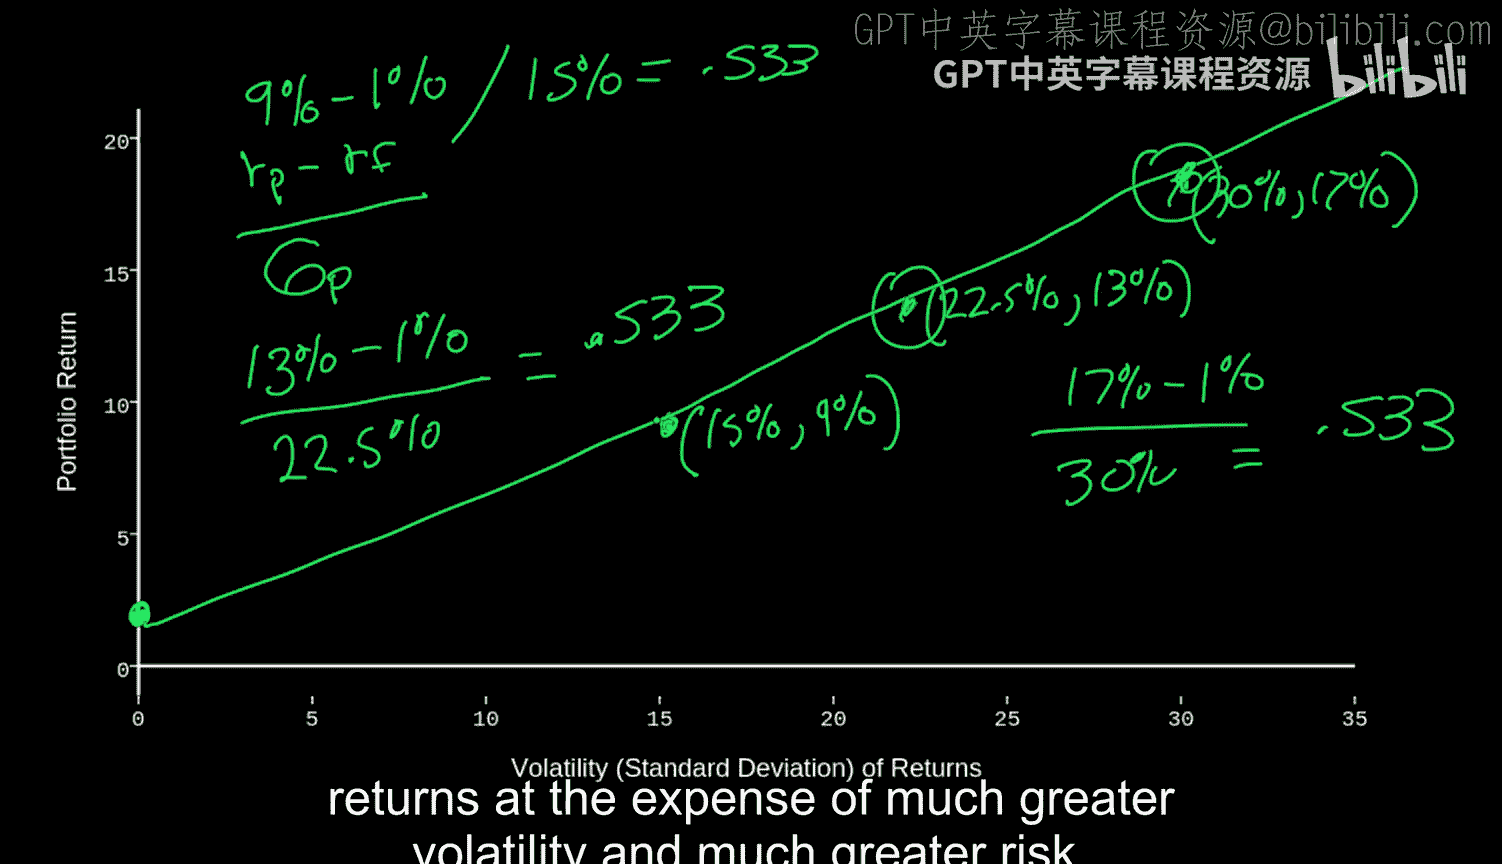 GPT中英字幕课程资源@bilibili.com
GPT中英字幕课程资源 bilibili
9% - 1% / 15% = .533
rp - rf
σp
13% - 1% = .533
22.5%
(30%, 17%)
(22.5%, 13%)
(15%, 9%)
17% - 1% = .533
30%
Portfolio Return
20
15
10
5
0
0 5 10 15 20 25 30 35
Volatility (Standard Deviation) of Returns
returns at the expense of much greater
volatility and much greater risk